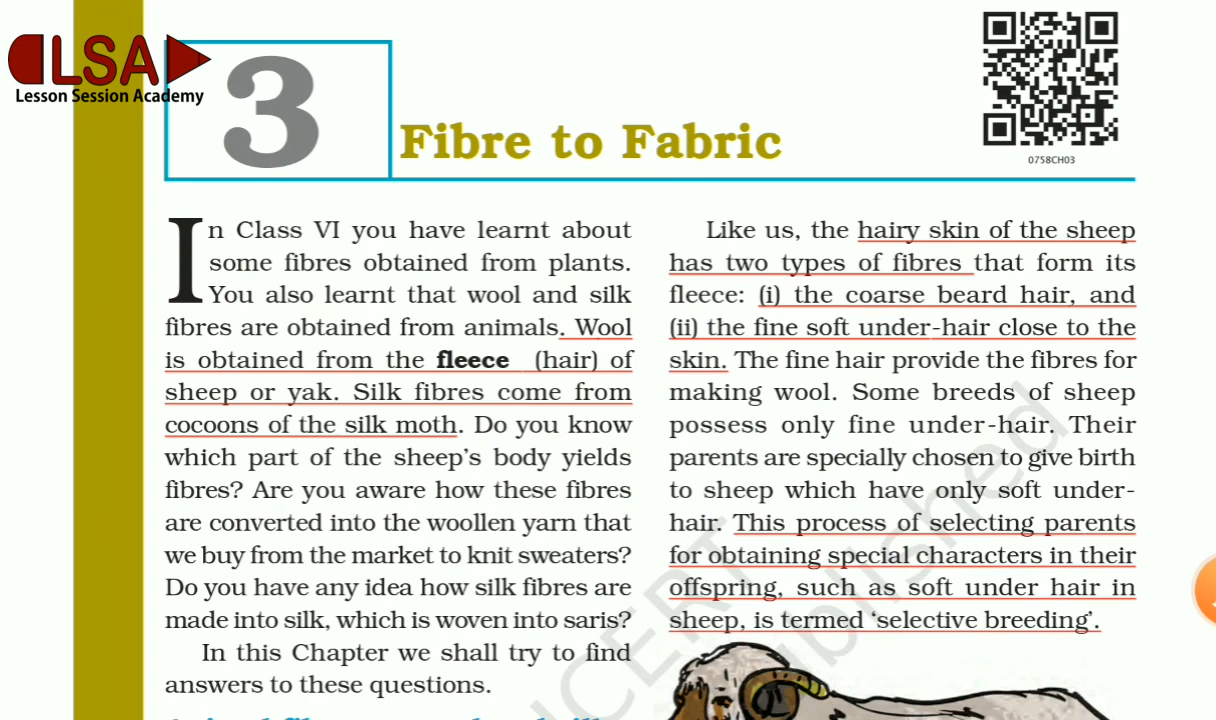 LSA
Lesson Session Academy
3
Fibre to Fabric
0758CH03
In Class VI you have learnt about
some fibres obtained from plants.
You also learnt that wool and silk
fibres are obtained from animals. Wool
is obtained from the fleece (hair) of
sheep or yak. Silk fibres come from
cocoons of the silk moth. Do you know
which part of the sheep's body yields
fibres? Are you aware how these fibres
are converted into the woollen yarn that
we buy from the market to knit sweaters?
Do you have any idea how silk fibres are
made into silk, which is woven into saris?
In this Chapter we shall try to find
answers to these questions.
Like us, the hairy skin of the sheep
has two types of fibres that form its
fleece: (i) the coarse beard hair, and
(ii) the fine soft under-hair close to the
skin. The fine hair provide the fibres for
making wool. Some breeds of sheep
possess only fine under-hair. Their
parents are specially chosen to give birth
to sheep which have only soft under-
hair. This process of selecting parents
for obtaining special characters in their
offspring, such as soft under hair in
sheep, is termed ‘selective breeding’.